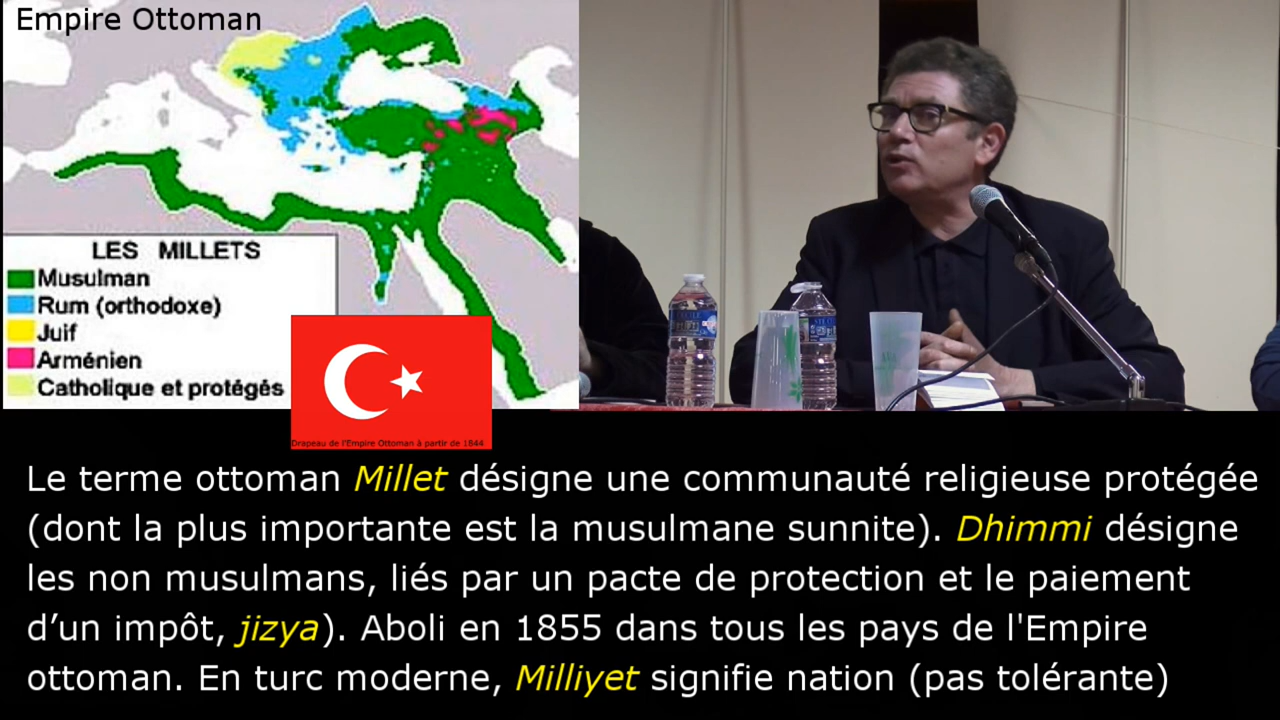 Empire Ottoman
LES MILLETS
Musulman
Rum (orthodoxe)
Juif
Arménien
Catholique et protégés
Drapeau de l'Empire Ottoman à partir de 1844
Le terme ottoman Millet désigne une communauté religieuse protégée
(dont la plus importante est la musulmane sunnite). Dhimmi désigne
les non musulmans, liés par un pacte de protection et le paiement
d’un impôt, jizya). Aboli en 1855 dans tous les pays de l'Empire
ottoman. En turc moderne, Milliyet signifie nation (pas tolérante)